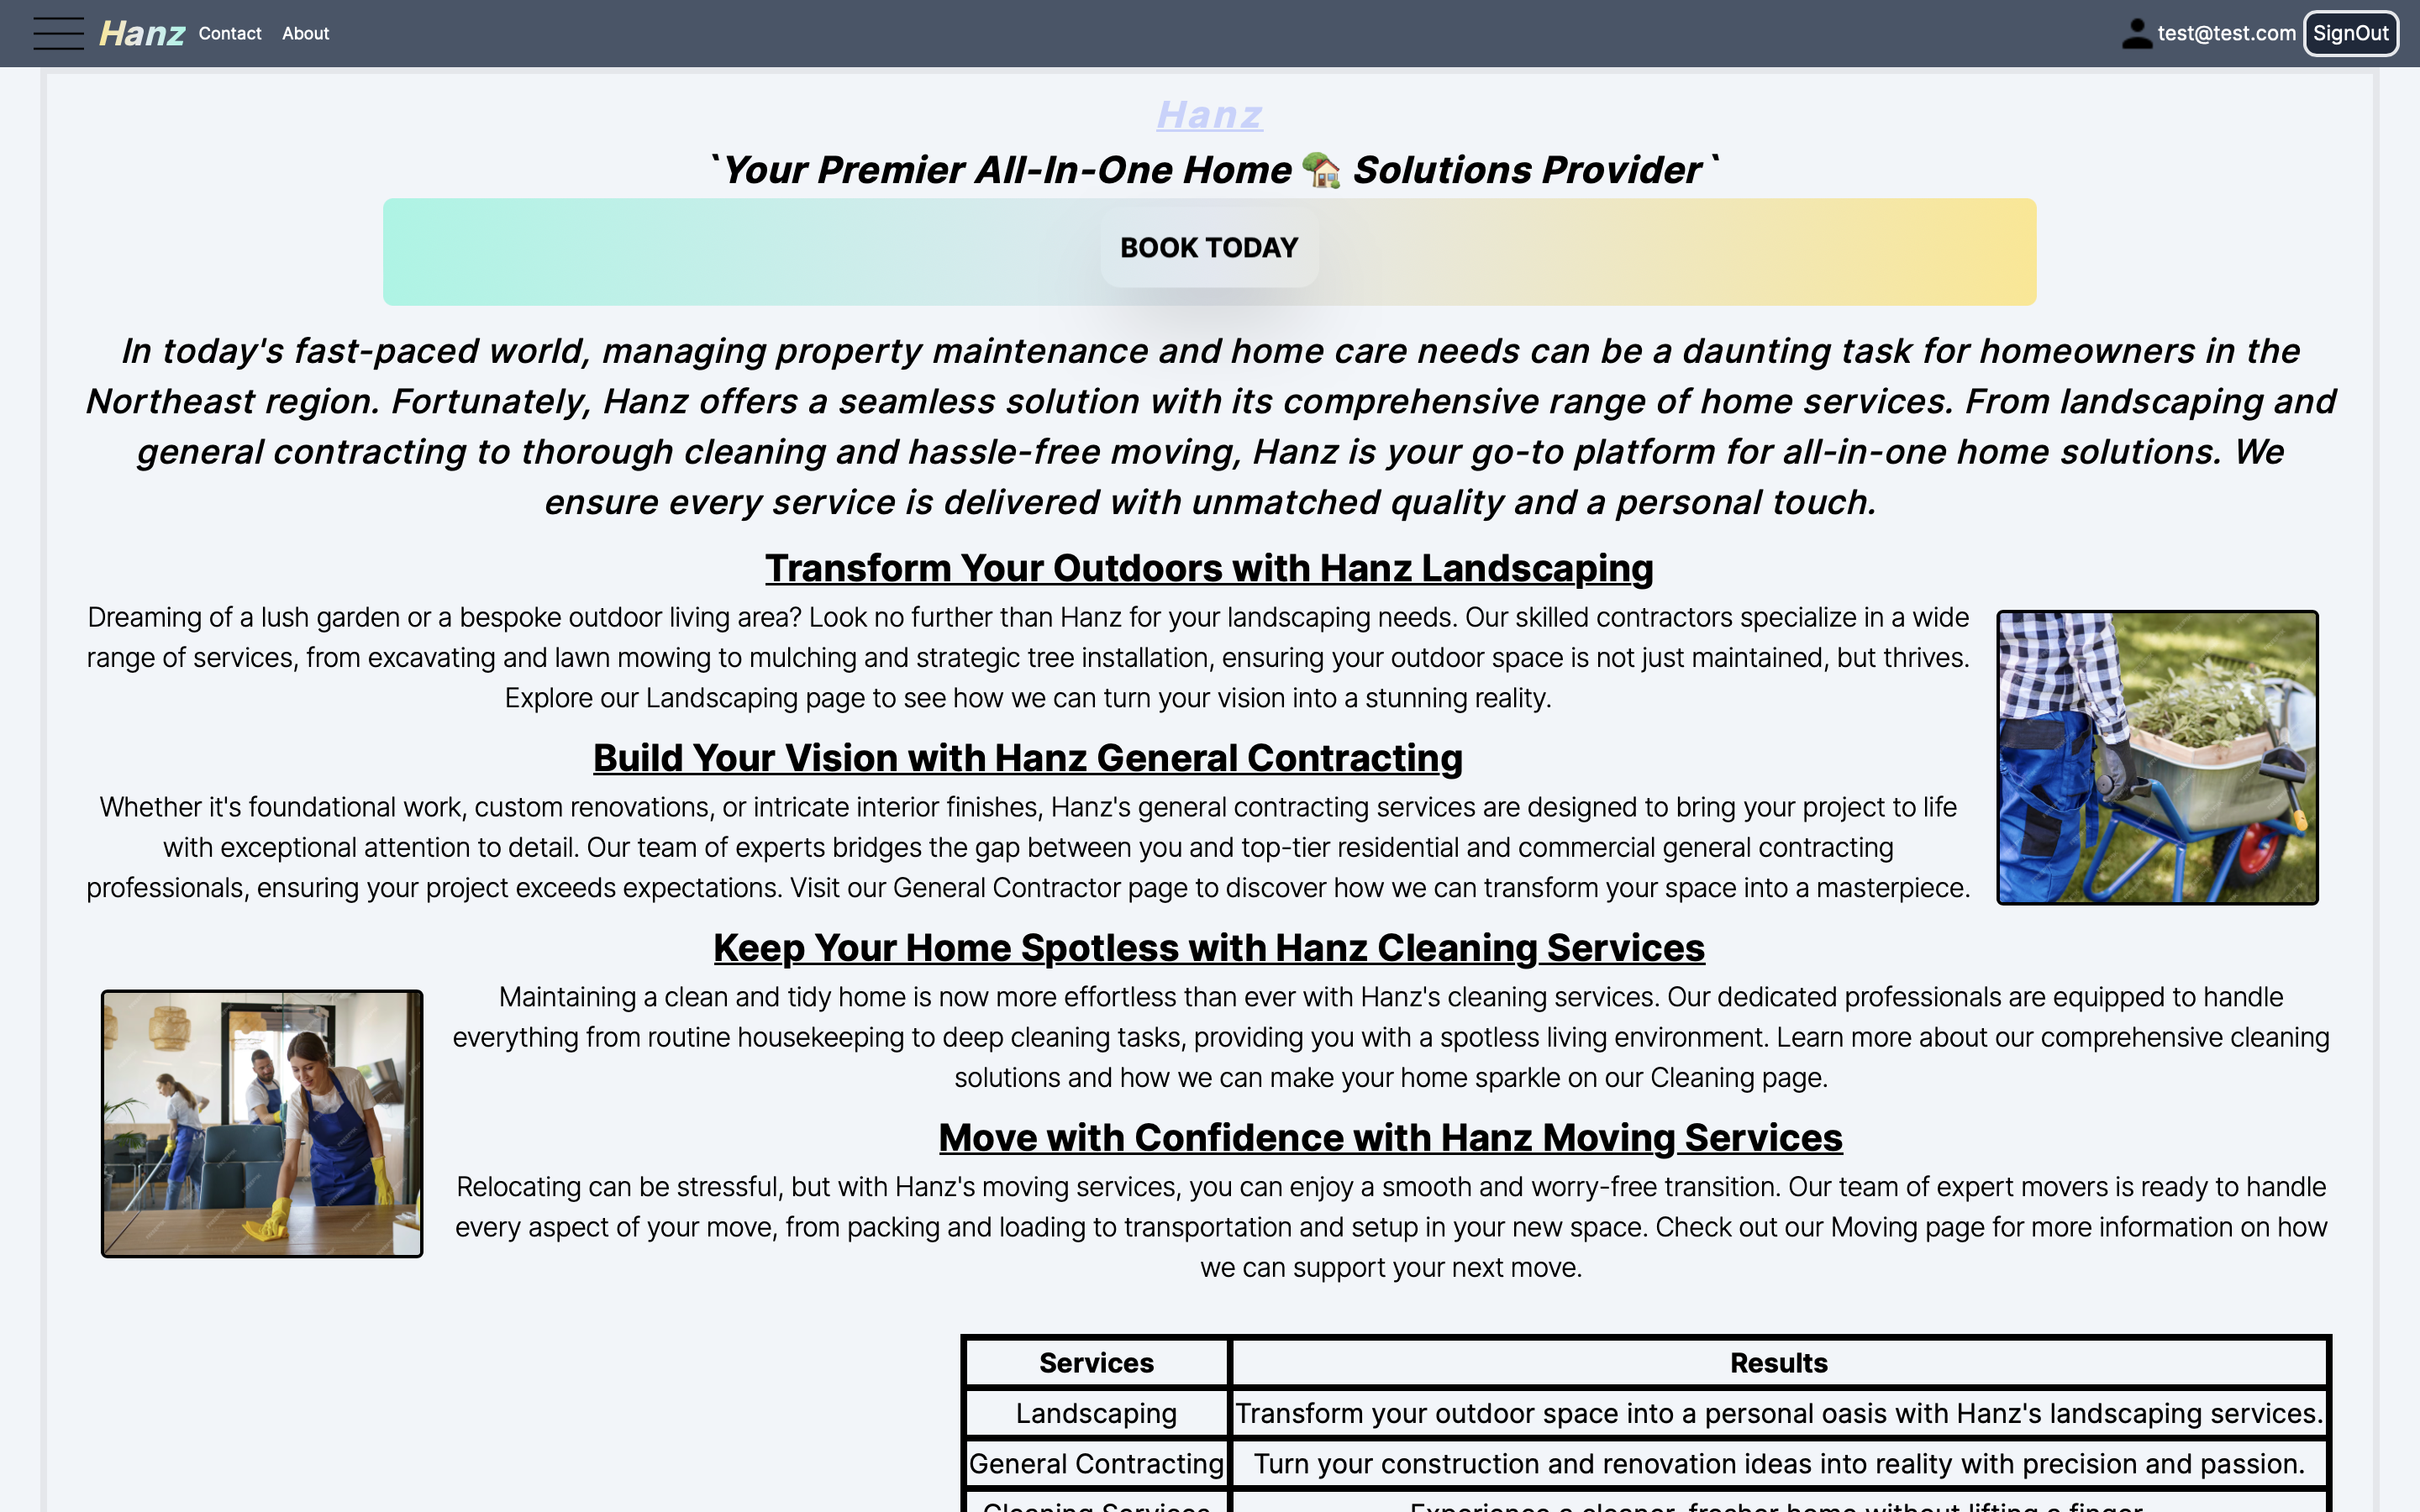 Hanz Contact About test@test.com SignOut
Hanz
`Your Premier All-In-One Home 🏡 Solutions Provider`
BOOK TODAY
In today's fast-paced world, managing property maintenance and home care needs can be a daunting task for homeowners in the
Northeast region. Fortunately, Hanz offers a seamless solution with its comprehensive range of home services. From landscaping and
general contracting to thorough cleaning and hassle-free moving, Hanz is your go-to platform for all-in-one home solutions. We
ensure every service is delivered with unmatched quality and a personal touch.
Transform Your Outdoors with Hanz Landscaping
Dreaming of a lush garden or a bespoke outdoor living area? Look no further than Hanz for your landscaping needs. Our skilled contractors specialize in a wide
range of services, from excavating and lawn mowing to mulching and strategic tree installation, ensuring your outdoor space is not just maintained, but thrives.
Explore our Landscaping page to see how we can turn your vision into a stunning reality.
Build Your Vision with Hanz General Contracting
Whether it's foundational work, custom renovations, or intricate interior finishes, Hanz's general contracting services are designed to bring your project to life
with exceptional attention to detail. Our team of experts bridges the gap between you and top-tier residential and commercial general contracting
professionals, ensuring your project exceeds expectations. Visit our General Contractor page to discover how we can transform your space into a masterpiece.
Keep Your Home Spotless with Hanz Cleaning Services
Maintaining a clean and tidy home is now more effortless than ever with Hanz's cleaning services. Our dedicated professionals are equipped to handle
everything from routine housekeeping to deep cleaning tasks, providing you with a spotless living environment. Learn more about our comprehensive cleaning
solutions and how we can make your home sparkle on our Cleaning page.
Move with Confidence with Hanz Moving Services
Relocating can be stressful, but with Hanz's moving services, you can enjoy a smooth and worry-free transition. Our team of expert movers is ready to handle
every aspect of your move, from packing and loading to transportation and setup in your new space. Check out our Moving page for more information on how
we can support your next move.
Services Results
Landscaping Transform your outdoor space into a personal oasis with Hanz's landscaping services.
General Contracting Turn your construction and renovation ideas into reality with precision and passion.
Cleaning Services Experience a cleaner, fresher home without lifting a finger.